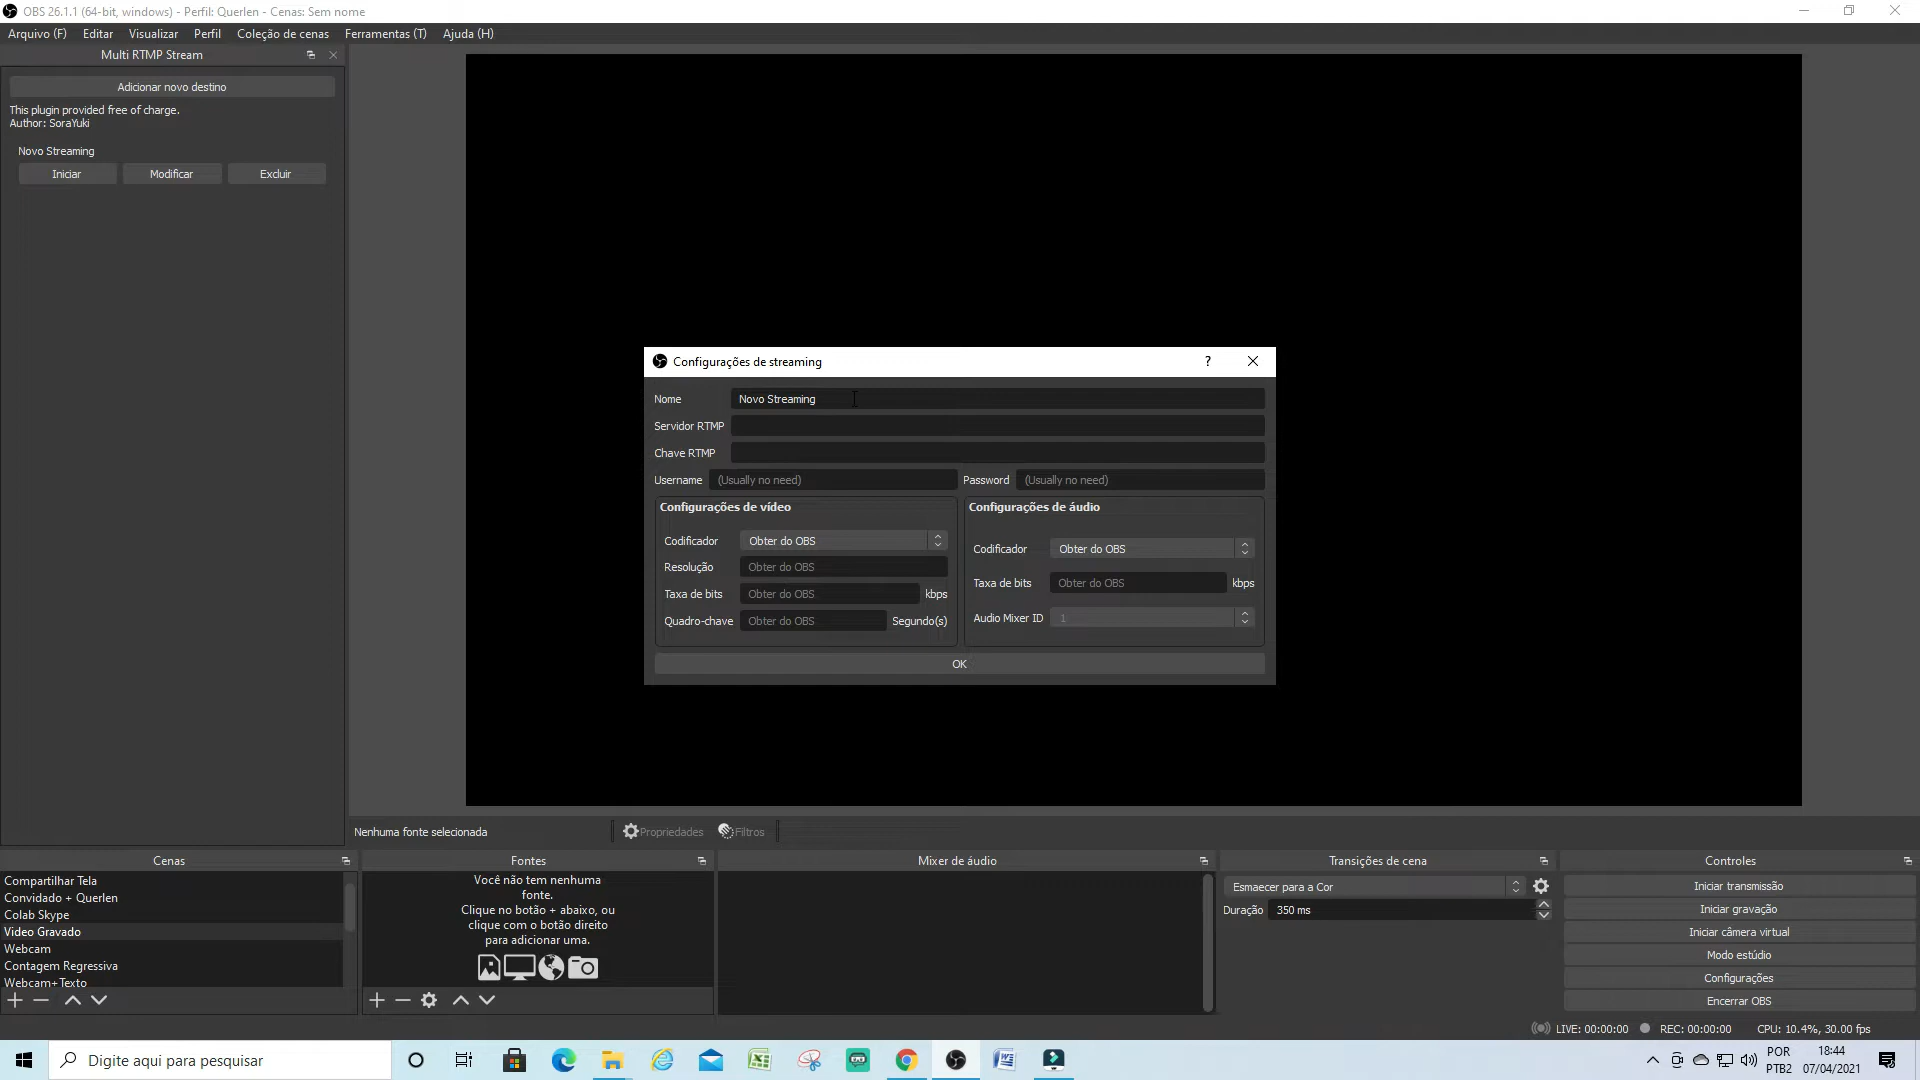 OBS 26.1.1 (64-bit, windows) - Perfil: Querlen - Cenas: Sem nome
Arquivo (F) Editar Visualizar Perfil Coleção de cenas Ferramentas (T) Ajuda (H)
Multi RTMP Stream
Adicionar novo destino
This plugin provided free of charge.
Author: SoraYuki
Novo Streaming
Iniciar Modificar Excluir
Configurações de streaming
?
Nome Novo Streaming
Servidor RTMP
Chave RTMP
Username (Usually no need) Password (Usually no need)
Configurações de vídeo
Codificador Obter do OBS
Resolução Obter do OBS
Taxa de bits Obter do OBS kbps
Quadro-chave Obter do OBS Segundo(s)
Configurações de áudio
Codificador Obter do OBS
Taxa de bits Obter do OBS kbps
Audio Mixer ID 1
OK
Nenhuma fonte selecionada Propriedades Filtros
Cenas
Compartilhar Tela
Convidado + Querlen
Colab Skype
Video Gravado
Webcam
Contagem Regressiva
Webcam+Texto
Fontes
Você não tem nenhuma
fonte.
Clique no botão + abaixo, ou
clique com o botão direito
para adicionar uma.
Mixer de áudio
Transições de cena
Esmaecer para a Cor
Duração 350 ms
Controles
Iniciar transmissão
Iniciar gravação
Iniciar câmera virtual
Modo estúdio
Configurações
Encerrar OBS
LIVE: 00:00:00 REC: 00:00:00 CPU: 10.4%, 30.00 fps
Digite aqui para pesquisar
POR
PTB2
18:44
07/04/2021